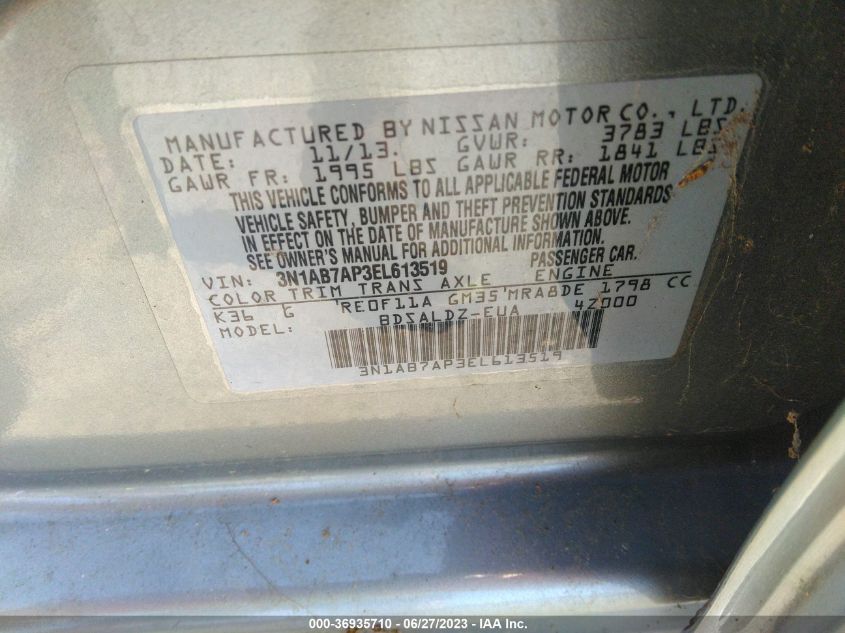 MANUFACTURED BY NISSAN MOTOR CO., LTD.
DATE: 11/13. GVWR: 3783 LBS
GAWR FR: 1995 LBS GAWR RR: 1841 LBS
THIS VEHICLE CONFORMS TO ALL APPLICABLE FEDERAL MOTOR
VEHICLE SAFETY, BUMPER AND THEFT PREVENTION STANDARDS
IN EFFECT ON THE DATE OF MANUFACTURE SHOWN ABOVE.
SEE OWNER'S MANUAL FOR ADDITIONAL INFORMATION.
VIN: 3N1AB7AP3EL613519 PASSENGER CAR.
COLOR TRIM TRANS AXLE ENGINE
K36 G RE0F11A GM35 MRA8DE 1798 CC
MODEL: BDSALDZ-EUA 42000
3N1AB7AP3EL613519
000-36935710 - 06/27/2023 - IAA Inc.